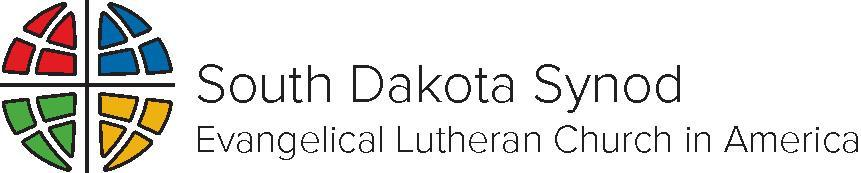 South Dakota Synod
Evangelical Lutheran Church in America